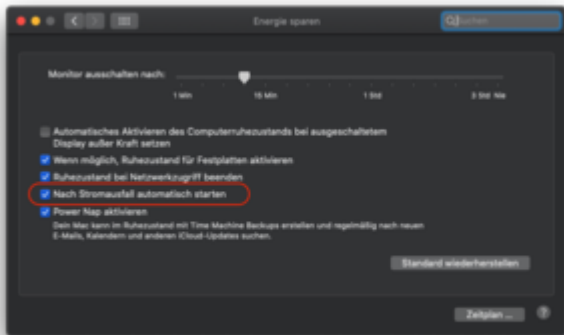 Energie sparen
Suchen
Monitor ausschalten nach:
1 Min 15 Min 1 Std 3 Std Nie
Automatisches Aktivieren des Computerruhezustands bei ausgeschaltetem
Display außer Kraft setzen
Wenn möglich, Ruhezustand für Festplatten aktivieren
Ruhezustand bei Netzwerkzugriff beenden
Nach Stromausfall automatisch starten
Power Nap aktivieren
Dein Mac kann im Ruhezustand mit Time Machine Backups erstellen und regelmäßig nach neuen
E-Mails, Kalendern und anderen iCloud-Updates suchen.
Standard wiederherstellen
Zeitplan ...
?